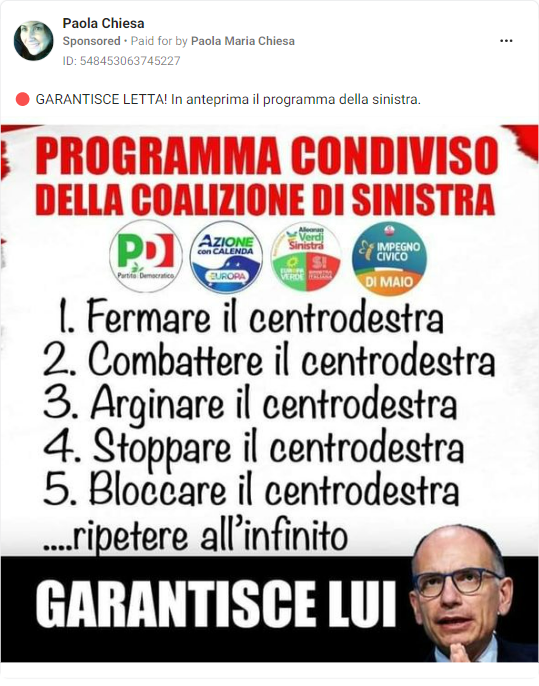 Paola Chiesa
Sponsored • Paid for by Paola Maria Chiesa
ID: 548453063745227
GARANTISCE LETTA! In anteprima il programma della sinistra.
PROGRAMMA CONDIVISO
DELLA COALIZIONE DI SINISTRA
PD
Partito Democratico
AZIONE
con CALENDA
EUROPA
Alleanza
Verdi
Sinistra
EUROPA
VERDE
SI
SINISTRA
ITALIANA
IMPEGNO
CIVICO
DI MAIO
1. Fermare il centrodestra
2. Combattere il centrodestra
3. Arginare il centrodestra
4. Stoppare il centrodestra
5. Bloccare il centrodestra
....ripetere all'infinito
GARANTISCE LUI